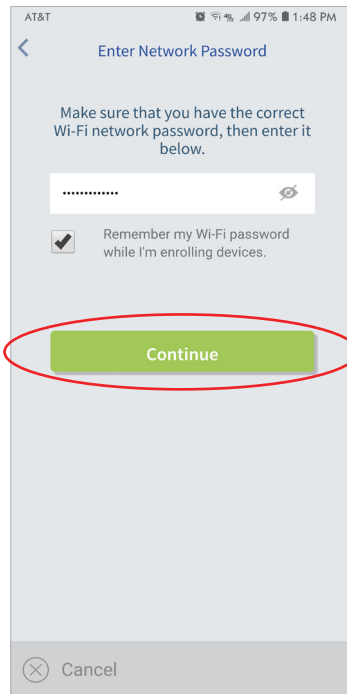 AT&T 97% 1:48 PM
Enter Network Password
Make sure that you have the correct
Wi-Fi network password, then enter it
below.
•••••••••••••
Remember my Wi-Fi password
while I'm enrolling devices.
Continue
Cancel